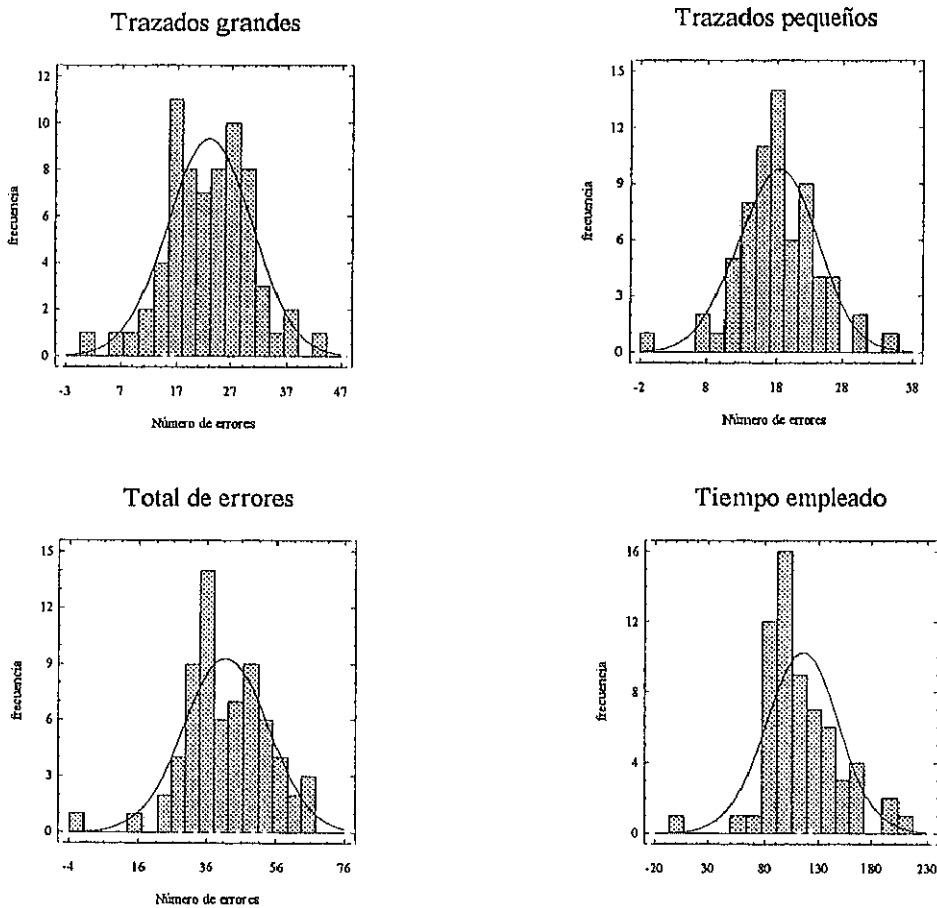 Trazados grandes
12
10
8
6
4
2
0
frecuencia
-3 7 17 27 37 47
Número de errores
Trazados pequeños
15
12
9
6
3
0
frecuencia
-2 8 18 28 38
Número de errores
Total de errores
15
12
9
6
3
0
frecuencia
-4 16 36 56 76
Número de errores
Tiempo empleado
16
12
8
4
0
frecuencia
-20 30 80 130 180 230